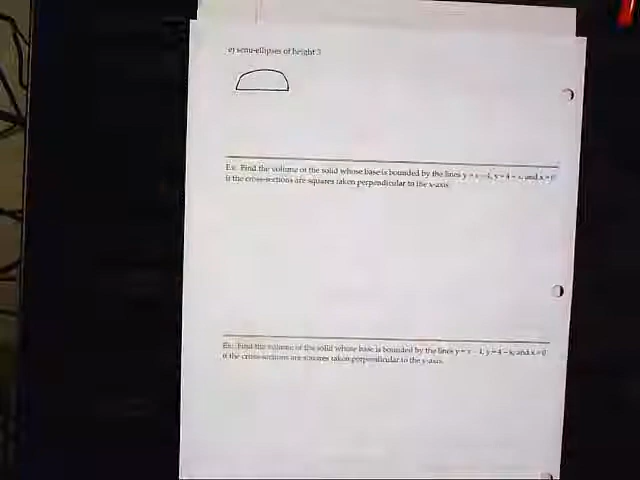 e) semi-ellipses of height 3
Ex: Find the volume of the solid whose base is bounded by the lines y = x - 4, y = 4 - x, and x = 0
if the cross-sections are squares taken perpendicular to the x-axis.
Ex: Find the volume of the solid whose base is bounded by the lines y = x - 4, y = 4 - x, and x = 0
if the cross-sections are squares taken perpendicular to the y-axis.